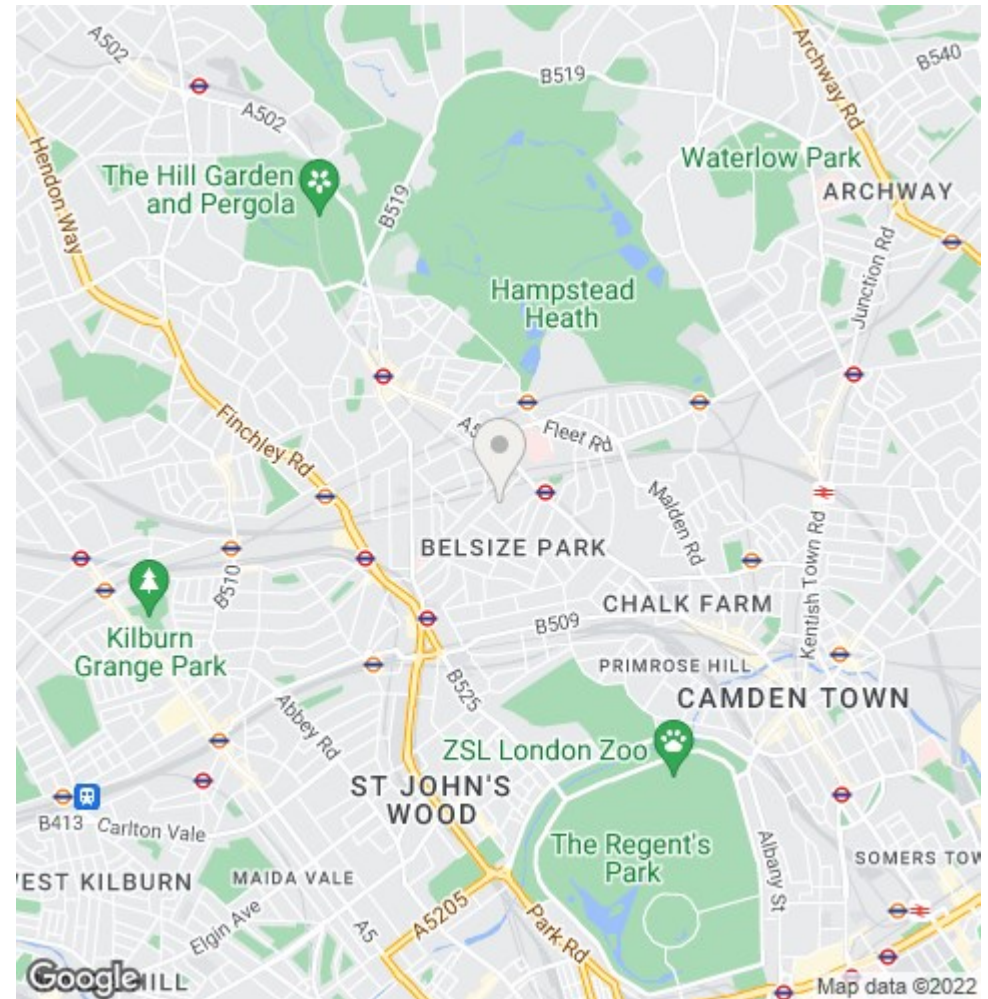 A502
B519
B540
Archway Rd
A502
Hendon Way
The Hill Garden
and Pergola
B519
Waterlow Park
ARCHWAY
Junction Rd
Hampstead
Heath
Finchley Rd
Fleet Rd
Malden Rd
Kentish Town Rd
BELSIZE PARK
B510
Kilburn
Grange Park
B509
CHALK FARM
PRIMROSE HILL
B525
CAMDEN TOWN
Abbey Rd
ZSL London Zoo
ST JOHN'S
WOOD
B413
Carlton Vale
The Regent's
Park
Albany St
SOMERS TOW
EST KILBURN
MAIDA VALE
Elgin Ave
A5
A5205
Park Rd
Google
HILL
Map data ©2022